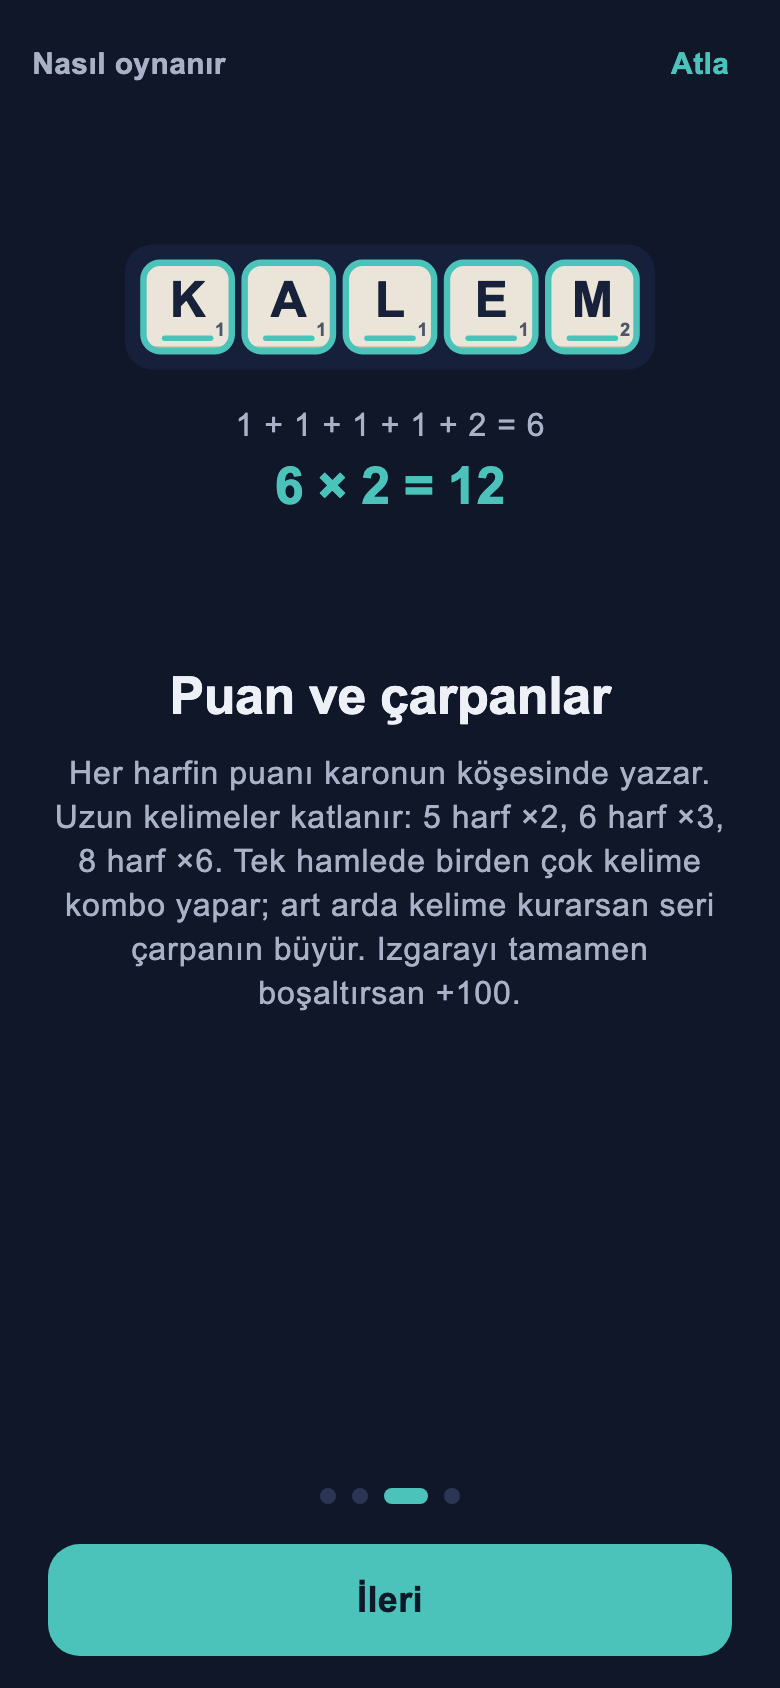 Nasıl oynanır
Atla
K 1 A 1 L 1 E 1 M 2
1 + 1 + 1 + 1 + 2 = 6
6 × 2 = 12
Puan ve çarpanlar
Her harfin puanı karonun köşesinde yazar.
Uzun kelimeler katlanır: 5 harf ×2, 6 harf ×3,
8 harf ×6. Tek hamlede birden çok kelime
kombo yapar; art arda kelime kurarsan seri
çarpanın büyür. Izgarayı tamamen
boşaltırsan +100.
İleri